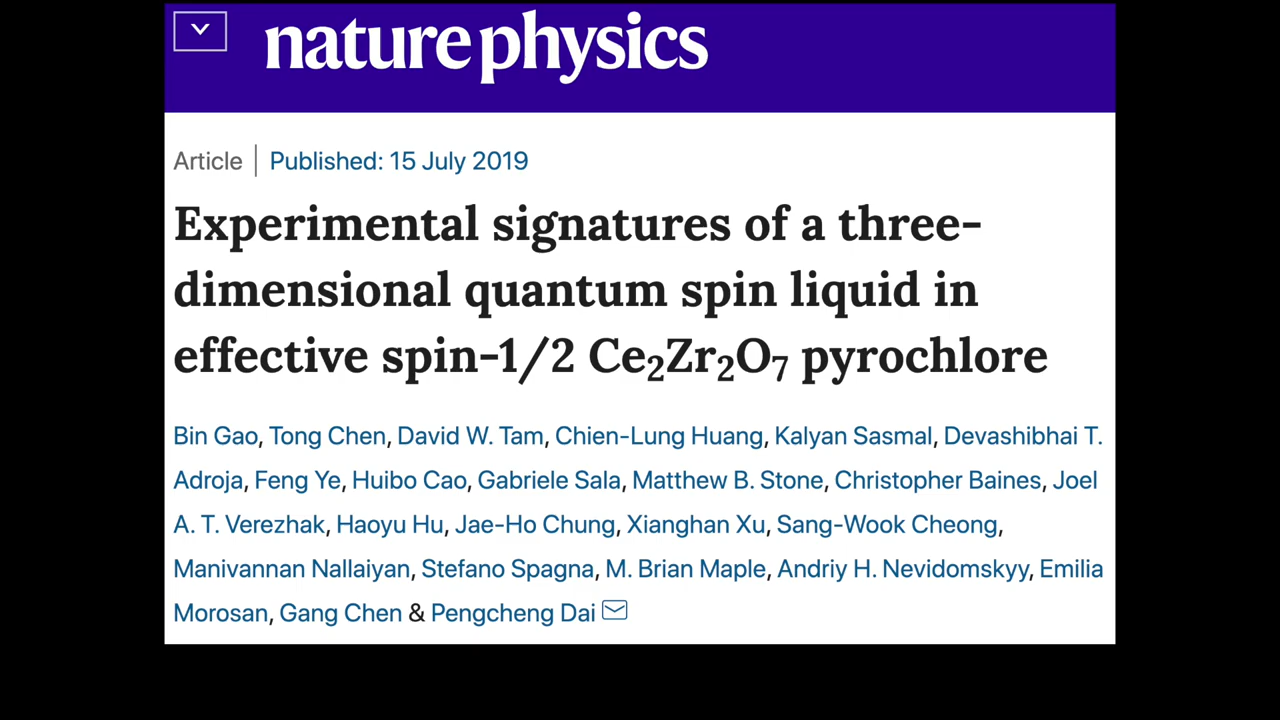 nature physics
Article | Published: 15 July 2019
Experimental signatures of a three-
dimensional quantum spin liquid in
effective spin-1/2 Ce₂Zr₂O₇ pyrochlore
Bin Gao, Tong Chen, David W. Tam, Chien-Lung Huang, Kalyan Sasmal, Devashibhai T.
Adroja, Feng Ye, Huibo Cao, Gabriele Sala, Matthew B. Stone, Christopher Baines, Joel
A. T. Verezhak, Haoyu Hu, Jae-Ho Chung, Xianghan Xu, Sang-Wook Cheong,
Manivannan Nallaiyan, Stefano Spagna, M. Brian Maple, Andriy H. Nevidomskyy, Emilia
Morosan, Gang Chen & Pengcheng Dai